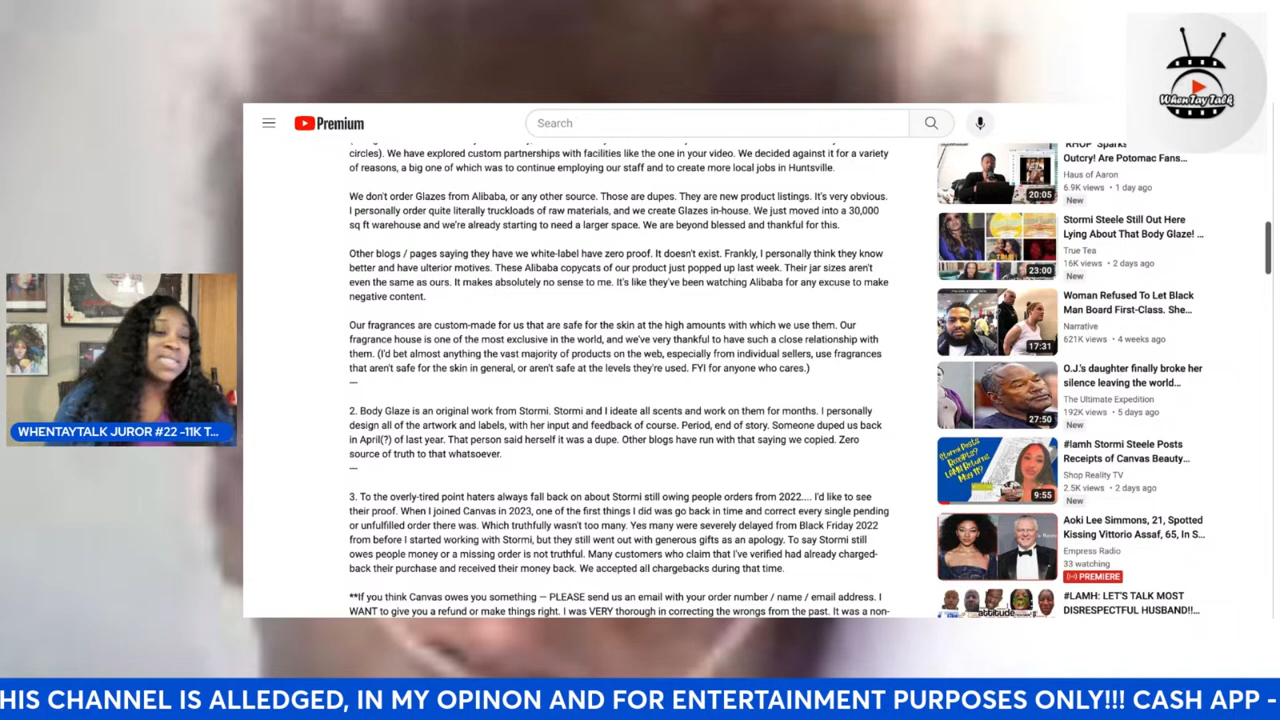 Premium
Search
WhenTayTalk
circles). We have explored custom partnerships with facilities like the one in your video. We decided against it for a variety
of reasons, a big one of which was to continue employing our staff and to create more local jobs in Huntsville.
We don't order Glazes from Alibaba, or any other source. Those are dupes. They are new product listings. It's very obvious.
I personally order quite literally truckloads of raw materials, and we create Glazes in-house. We just moved into a 30,000
sq ft warehouse and we're already starting to need a larger space. We are beyond blessed and thankful for this.
Other blogs / pages saying they have we white-label have zero proof. It doesn't exist. Frankly, I personally think they know
better and have ulterior motives. These Alibaba copycats of our product just popped up last week. Their jar sizes aren't
even the same as ours. It makes absolutely no sense to me. It's like they've been watching Alibaba for any excuse to make
negative content.
Our fragrances are custom-made for us that are safe for the skin at the high amounts with which we use them. Our
fragrance house is one of the most exclusive in the world, and we've very thankful to have such a close relationship with
them. (I'd bet almost anything the vast majority of products on the web, especially from individual sellers, use fragrances
that aren't safe for the skin in general, or aren't safe at the levels they're used. FYI for anyone who cares.)
---
2. Body Glaze is an original work from Stormi. Stormi and I ideate all scents and work on them for months. I personally
design all of the artwork and labels, with her input and feedback of course. Period, end of story. Someone duped us back
in April(?) of last year. That person said herself it was a dupe. Other blogs have run with that saying we copied. Zero
source of truth to that whatsoever.
---
3. To the overly-tired point haters always fall back on about Stormi still owing people orders from 2022.... I'd like to see
their proof. When I joined Canvas in 2023, one of the first things I did was go back in time and correct every single pending
or unfulfilled order there was. Which truthfully wasn't too many. Yes many were severely delayed from Black Friday 2022
from before I started working with Stormi, but they still went out with generous gifts as an apology. To say Stormi still
owes people money or a missing order is not truthful. Many customers who claim that I've verified had already charged-
back their purchase and received their money back. We accepted all chargebacks during that time.
**If you think Canvas owes you something — PLEASE send us an email with your order number / name / email address. I
WANT to give you a refund or make things right. I was VERY thorough in correcting the wrongs from the past. It was a non-
"RHOP" Sparks
Outcry! Are Potomac Fans...
Haus of Aaron
6.9K views • 1 day ago
New
20:05
Stormi Steele Still Out Here
Lying About That Body Glaze! ...
True Tea
16K views • 2 days ago
New
23:00
Woman Refused To Let Black
Man Board First-Class. She...
Narrative
621K views • 4 weeks ago
17:31
O.J.'s daughter finally broke her
silence leaving the world...
The Ultimate Expedition
192K views • 5 days ago
New
27:50
#lamh Stormi Steele Posts
Receipts of Canvas Beauty...
Shop Reality TV
2.5K views • 2 days ago
New
9:55
Aoki Lee Simmons, 21, Spotted
Kissing Vittorio Assaf, 65, In S...
Empress Radio
33 watching
PREMIERE
#LAMH: LET'S TALK MOST
DISRESPECTFUL HUSBAND!!...
attitude
WHENTAYTALK JUROR #22 -11K T...
HIS CHANNEL IS ALLEDGED, IN MY OPINON AND FOR ENTERTAINMENT PURPOSES ONLY!!! CASH APP -